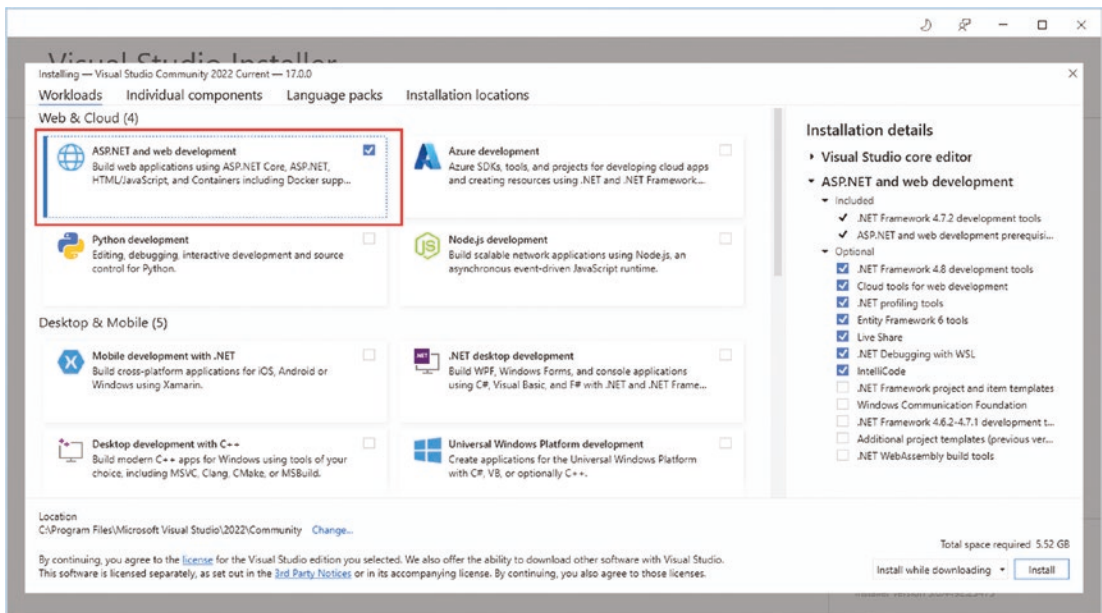 Visual Studio Installer
Installing — Visual Studio Community 2022 Current — 17.0.0
Workloads Individual components Language packs Installation locations
Web & Cloud (4)
ASP.NET and web development
Build web applications using ASP.NET Core, ASP.NET,
HTML/JavaScript, and Containers including Docker supp...
Azure development
Azure SDKs, tools, and projects for developing cloud apps
and creating resources using .NET and .NET Framework....
Python development
Editing, debugging, interactive development and source
control for Python.
Node.js development
Build scalable network applications using Node.js, an
asynchronous event-driven JavaScript runtime.
Desktop & Mobile (5)
Mobile development with .NET
Build cross-platform applications for iOS, Android or
Windows using Xamarin.
.NET desktop development
Build WPF, Windows Forms, and console applications
using C#, Visual Basic, and F# with .NET and .NET Frame...
Desktop development with C++
Build modern C++ apps for Windows using tools of your
choice, including MSVC, Clang, CMake, or MSBuild.
Universal Windows Platform development
Create applications for the Universal Windows Platform
with C#, VB, or optionally C++.
Installation details
Visual Studio core editor
ASP.NET and web development
Included
.NET Framework 4.7.2 development tools
ASP.NET and web development prerequisi...
Optional
.NET Framework 4.8 development tools
Cloud tools for web development
.NET profiling tools
Entity Framework 6 tools
Live Share
.NET Debugging with WSL
IntelliCode
.NET Framework project and item templates
Windows Communication Foundation
.NET Framework 4.6.2-4.7.1 development t...
Additional project templates (previous ver...
.NET WebAssembly build tools
Location
C:\Program Files\Microsoft Visual Studio\2022\Community Change...
By continuing, you agree to the license for the Visual Studio edition you selected. We also offer the ability to download other software with Visual Studio.
This software is licensed separately, as set out in the 3rd Party Notices or in its accompanying license. By continuing, you also agree to those licenses.
Total space required 5.52 GB
Install while downloading Install